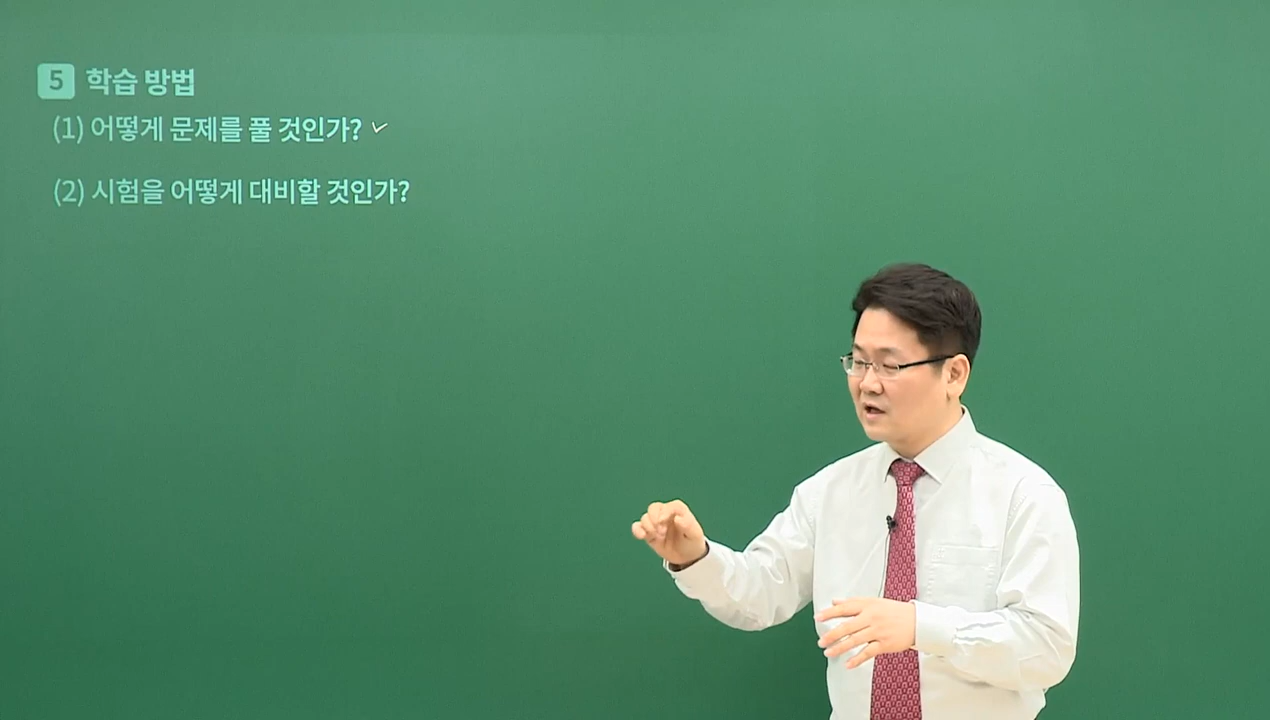 5 학습 방법
(1) 어떻게 문제를 풀 것인가?
(2) 시험을 어떻게 대비할 것인가?